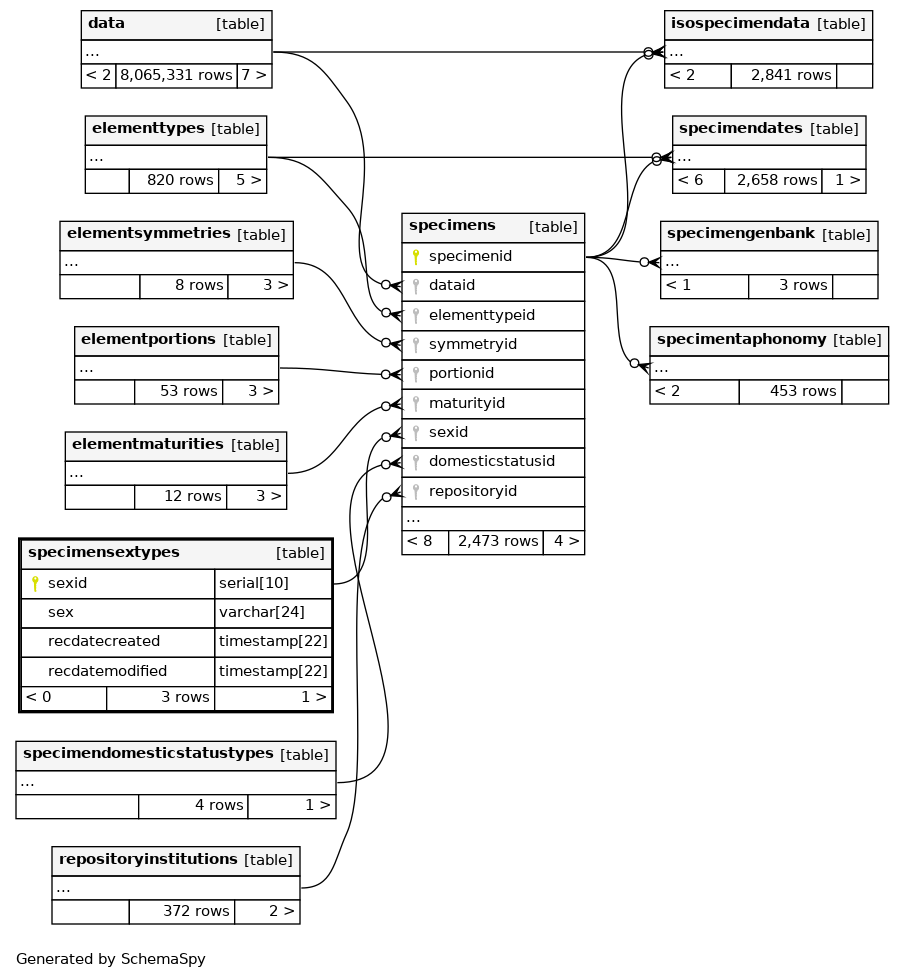 data [table]
...
< 2 8,065,331 rows 7 >
elementtypes [table]
...
820 rows 5 >
elementsymmetries [table]
...
8 rows 3 >
elementportions [table]
...
53 rows 3 >
elementmaturities [table]
...
12 rows 3 >
specimensextypes [table]
sexid serial[10]
sex varchar[24]
recdatecreated timestamp[22]
recdatemodified timestamp[22]
< 0 3 rows 1 >
specimendomesticstatustypes [table]
...
4 rows 1 >
repositoryinstitutions [table]
...
372 rows 2 >
specimens [table]
specimenid
dataid
elementtypeid
symmetryid
portionid
maturityid
sexid
domesticstatusid
repositoryid
...
< 8 2,473 rows 4 >
isospecimendata [table]
...
< 2 2,841 rows
specimendates [table]
...
< 6 2,658 rows 1 >
specimengenbank [table]
...
< 1 3 rows
specimentaphonomy [table]
...
< 2 453 rows
Generated by SchemaSpy